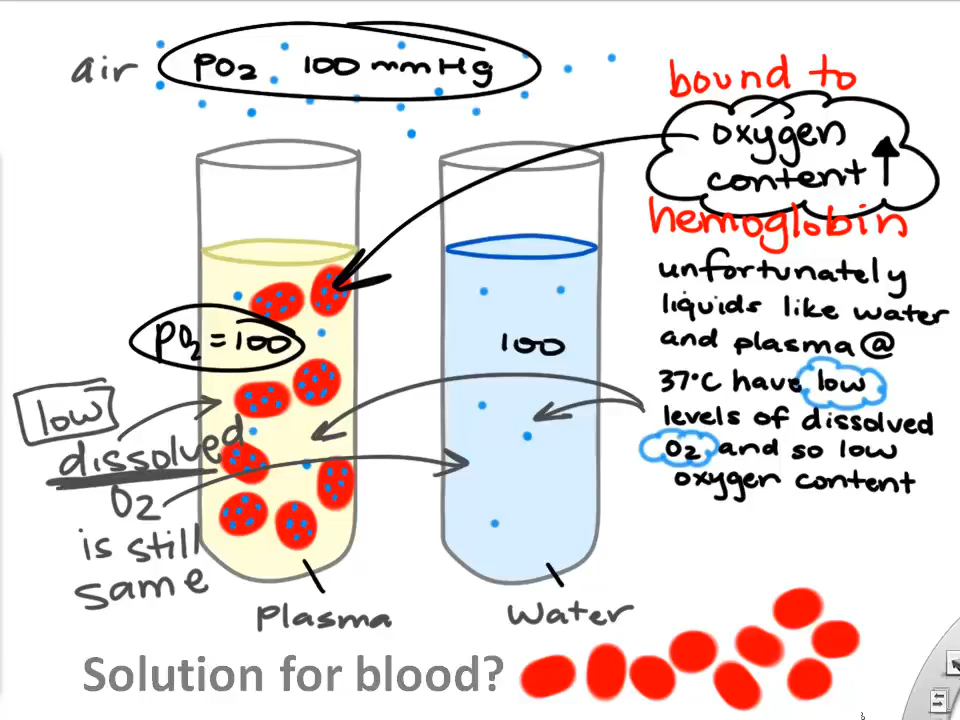 air
PO2 100 mmHg
bound to
oxygen
content
hemoglobin
unfortunately
liquids like water
and plasma @
37°C have low
levels of dissolved
O2 and so low
oxygen content
PO2 = 100
100
low
dissolved
O2
is still
same
Plasma
Water
Solution for blood?